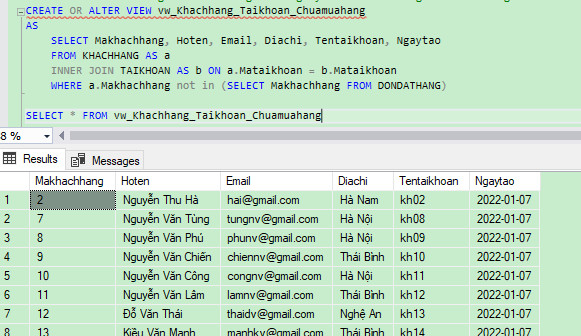 CREATE OR ALTER VIEW vw_Khachhang_Taikhoan_Chuamuahang
AS
SELECT Makhachhang, Hoten, Email, Diachi, Tentaikhoan, Ngaytao
FROM KHACHHANG AS a
INNER JOIN TAIKHOAN AS b ON a.Mataikhoan = b.Mataikhoan
WHERE a.Makhachhang not in (SELECT Makhachhang FROM DONDATHANG)
SELECT * FROM vw_Khachhang_Taikhoan_Chuamuahang
8 %
Results Messages
Makhachhang Hoten Email Diachi Tentaikhoan Ngaytao
1 2 Nguyễn Thu Hà hai@gmail.com Hà Nam kh02 2022-01-07
2 7 Nguyễn Văn Tùng tungnv@gmail.com Hà Nội kh08 2022-01-07
3 8 Nguyễn Văn Phú phunv@gmail.com Hà Nội kh09 2022-01-07
4 9 Nguyễn Văn Chiến chiennv@gmail.com Thái Bình kh10 2022-01-07
5 10 Nguyễn Văn Công congnv@gmail.com Hà Nội kh11 2022-01-07
6 11 Nguyễn Văn Lâm lamnv@gmail.com Thái Bình kh12 2022-01-07
7 12 Đỗ Văn Thái thaidv@gmail.com Nghệ An kh13 2022-01-07
8 13 Kiều Văn Mạnh manhkv@gmail.com Thái Bình kh14 2022-01-07